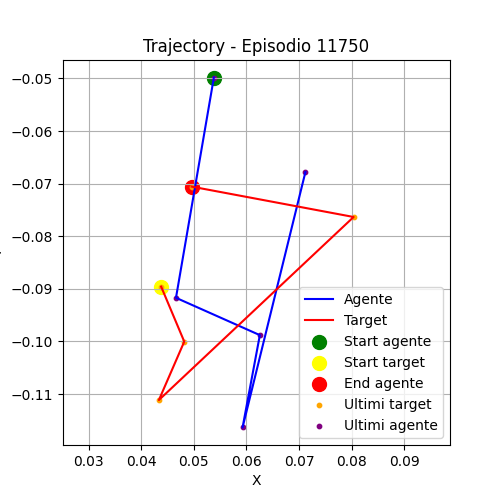 Trajectory - Episodio 11750
−0.05
−0.06
−0.07
−0.08
−0.09
−0.10
−0.11
0.03
0.04
0.05
0.06
0.07
0.08
0.09
X
Agente
Target
Start agente
Start target
End agente
Ultimi target
Ultimi agente